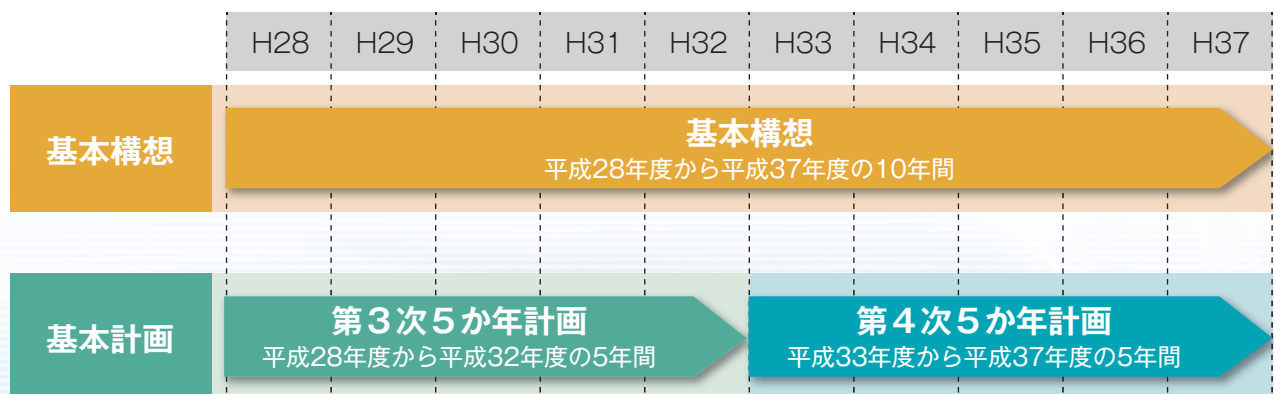 H28 H29 H30 H31 H32 H33 H34 H35 H36 H37
基本構想
基本構想
平成28年度から平成37年度の10年間
基本計画
第3次5か年計画
平成28年度から平成32年度の5年間
第4次5か年計画
平成33年度から平成37年度の5年間